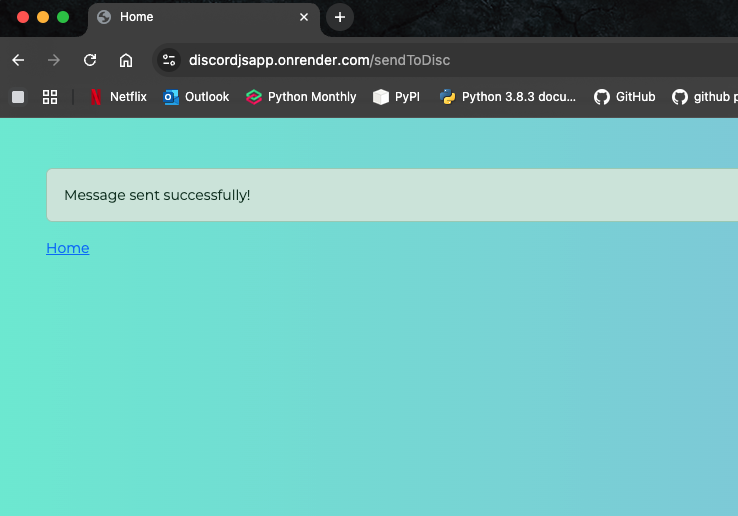 Home
discordjsapp.onrender.com/sendToDisc
Netflix Outlook Python Monthly PyPI Python 3.8.3 docu... GitHub github p
Message sent successfully!
Home